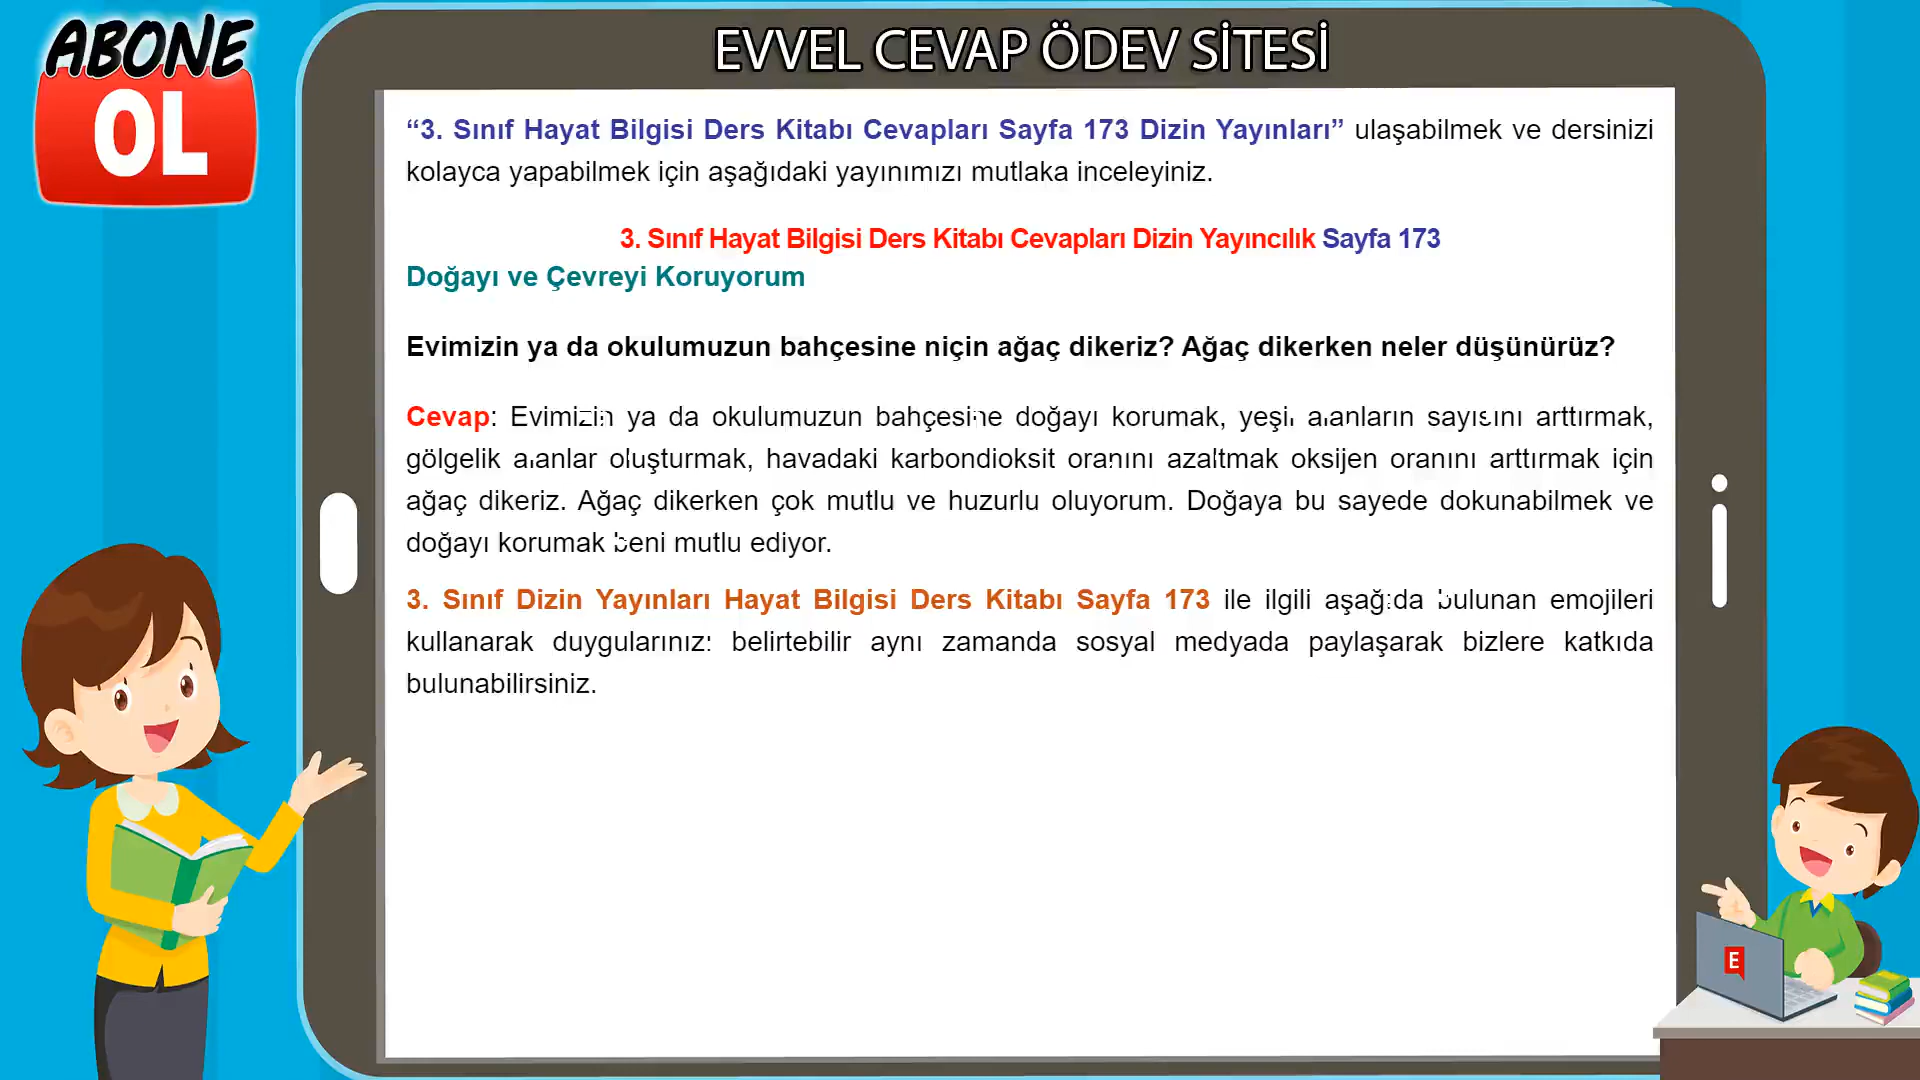 ABONE
OL
EVVEL CEVAP ÖDEV SİTESİ
“3. Sınıf Hayat Bilgisi Ders Kitabı Cevapları Sayfa 173 Dizin Yayınları” ulaşabilmek ve dersinizi
kolayca yapabilmek için aşağıdaki yayınımızı mutlaka inceleyiniz.
3. Sınıf Hayat Bilgisi Ders Kitabı Cevapları Dizin Yayıncılık Sayfa 173
Doğayı ve Çevreyi Koruyorum
Evimizin ya da okulumuzun bahçesine niçin ağaç dikeriz? Ağaç dikerken neler düşünürüz?
Cevap: Evimizin ya da okulumuzun bahçesine doğayı korumak, yeşil alanların sayısını arttırmak,
gölgelik alanlar oluşturmak, havadaki karbondioksit oranını azaltmak oksijen oranını arttırmak için
ağaç dikeriz. Ağaç dikerken çok mutlu ve huzurlu oluyorum. Doğaya bu sayede dokunabilmek ve
doğayı korumak beni mutlu ediyor.
3. Sınıf Dizin Yayınları Hayat Bilgisi Ders Kitabı Sayfa 173 ile ilgili aşağıda bulunan emojileri
kullanarak duygularınızı belirtebilir aynı zamanda sosyal medyada paylaşarak bizlere katkıda
bulunabilirsiniz.
E